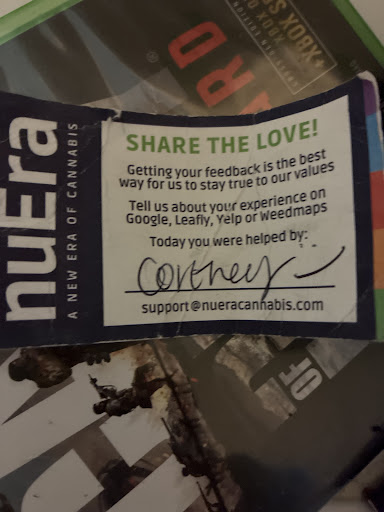 XBOX
nuEra
A NEW ERA OF CANNABIS
SHARE THE LOVE!
Getting your feedback is the best
way for us to stay true to our values
Tell us about your experience on
Google, Leafly, Yelp or Weedmaps
Today you were helped by:
Cortney
support@nueracannabis.com
OF